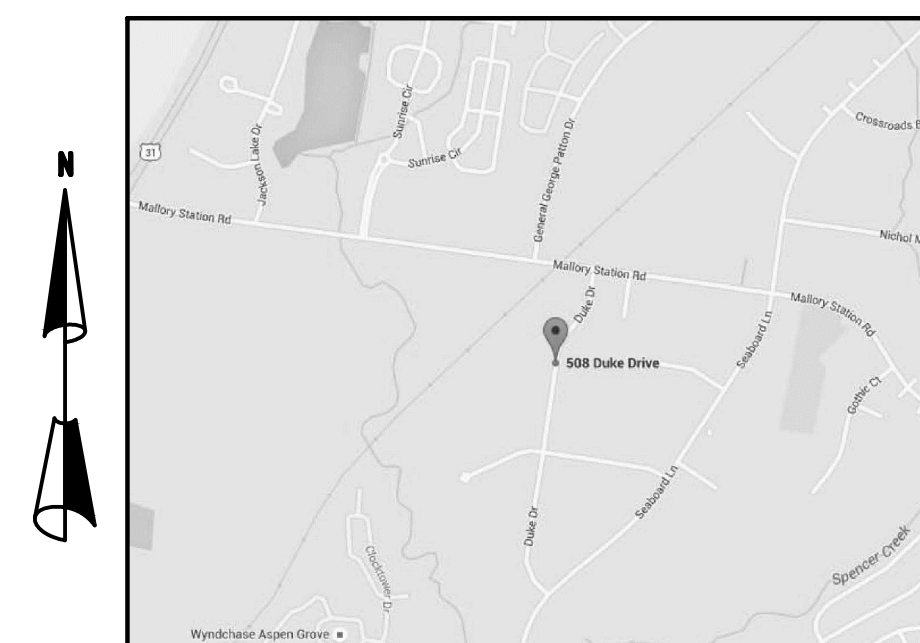 N
31
Jackson Lake Dr
Sunrise Cir
Sunrise Cir
General George Patton Dr
Crossroads B
Mallory Station Rd
Nichol M
Mallory Station Rd
Mallory Station Rd
Duke Dr
Seaboard Ln
508 Duke Drive
Gothic Ct
Seaboard Ln
Duke Dr
Spencer Creek
Clocktower Dr
Wyndchase Aspen Grove